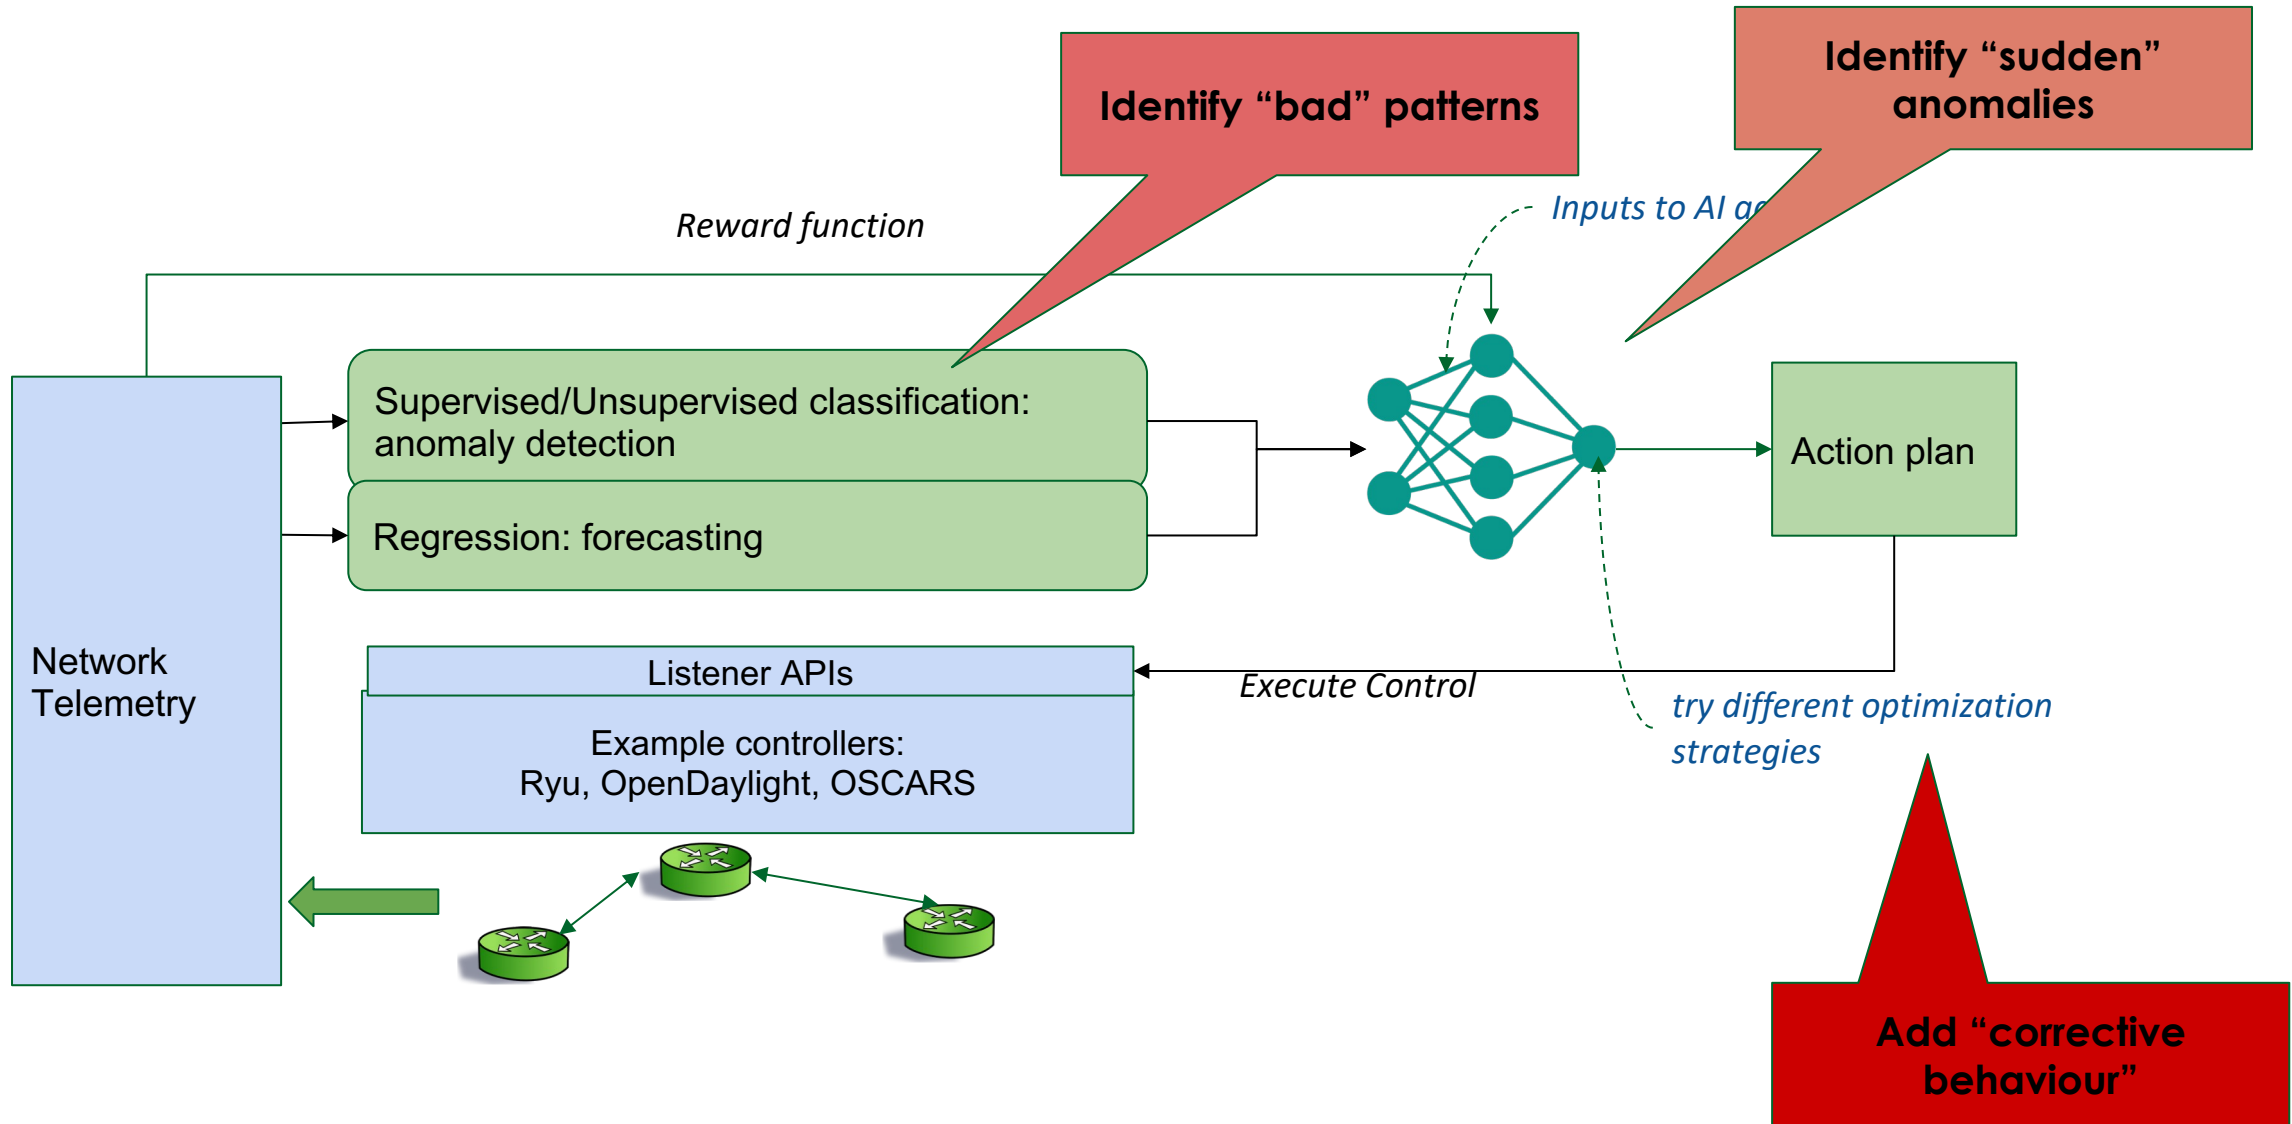 Identify “sudden”
anomalies
Identify “bad” patterns
Inputs to AI
Reward function
Supervised/Unsupervised classification:
anomaly detection
Regression: forecasting
Action plan
Network
Telemetry
Listener APIs
Execute Control
Example controllers:
Ryu, OpenDaylight, OSCARS
try different optimization
strategies
Add “corrective
behaviour”